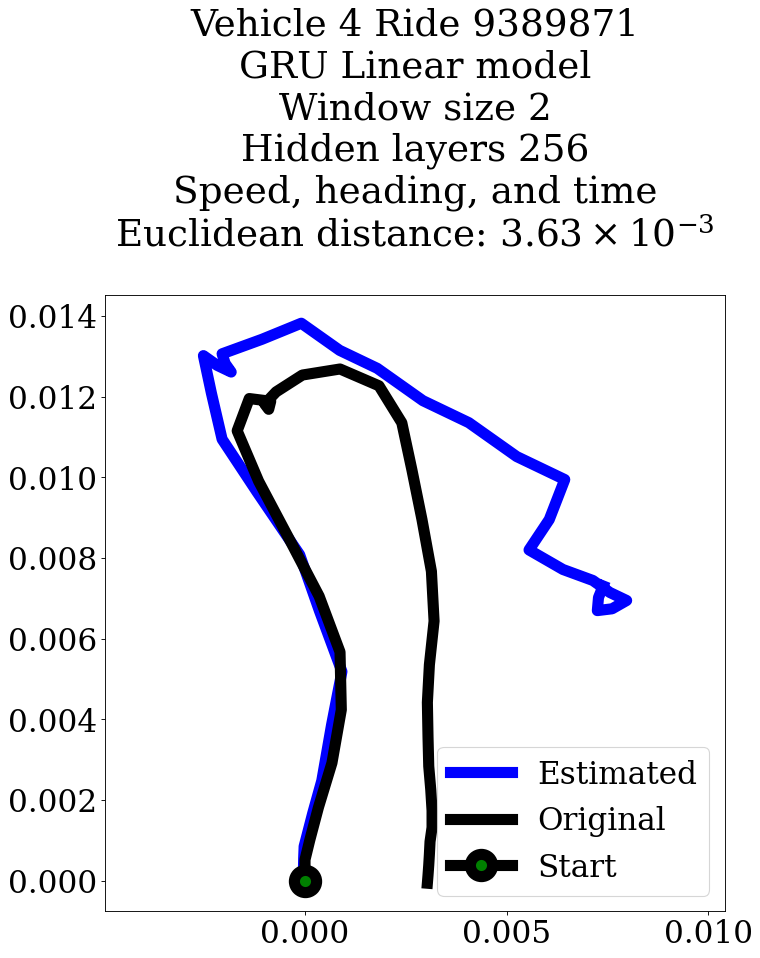 Vehicle 4 Ride 9389871
GRU Linear model
Window size 2
Hidden layers 256
Speed, heading, and time
Euclidean distance: 3.63 × 10⁻³
0.014
0.012
0.010
0.008
0.006
0.004
0.002
0.000
Estimated
Original
Start
0.000 0.005 0.010